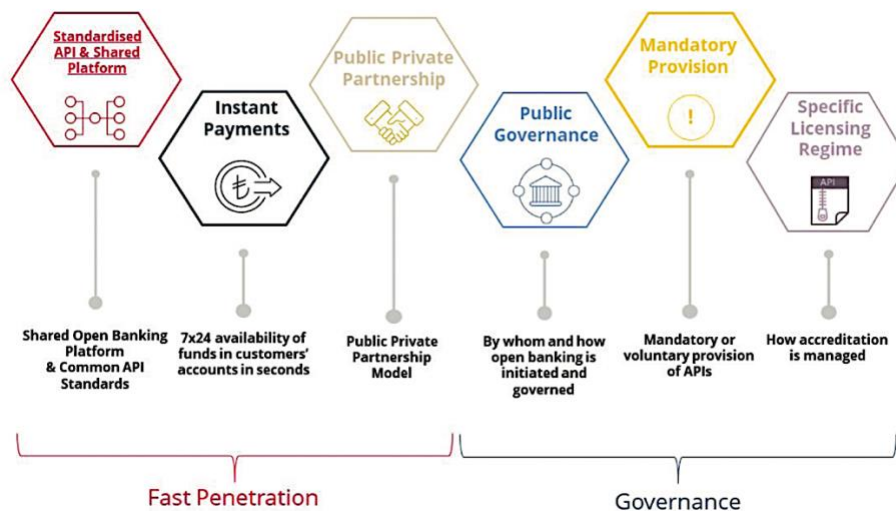 Standardised
API & Shared
Platform
Instant
Payments
₺
Public Private
Partnership
Public
Governance
Mandatory
Provision
!
Specific
Licensing
Regime
API
Shared Open Banking
Platform
& Common API
Standards
7x24 availability of
funds in customers’
accounts in seconds
Public Private
Partnership
Model
By whom and how
open banking is
initiated and
governed
Mandatory or
voluntary provision
of APIs
How accreditation
is managed
Fast Penetration
Governance